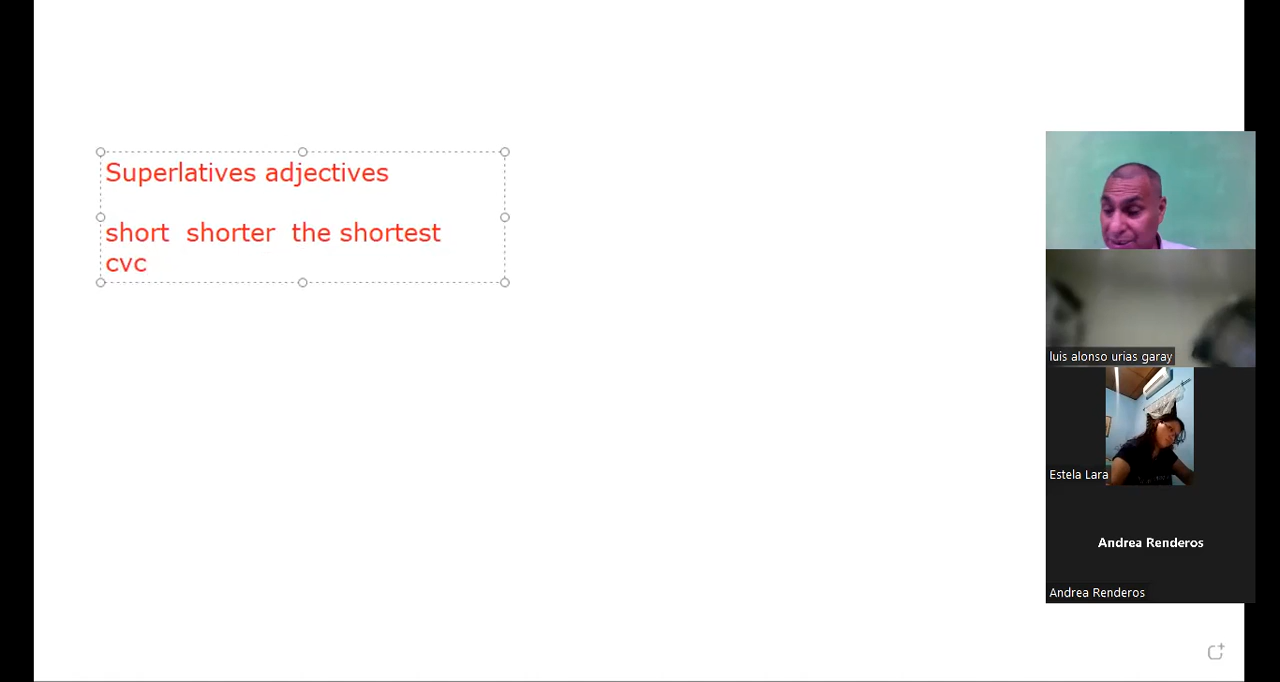 Superlatives adjectives
short shorter the shortest
cvc
luis alonso urias garay
Estela Lara
Andrea Renderos
Andrea Renderos